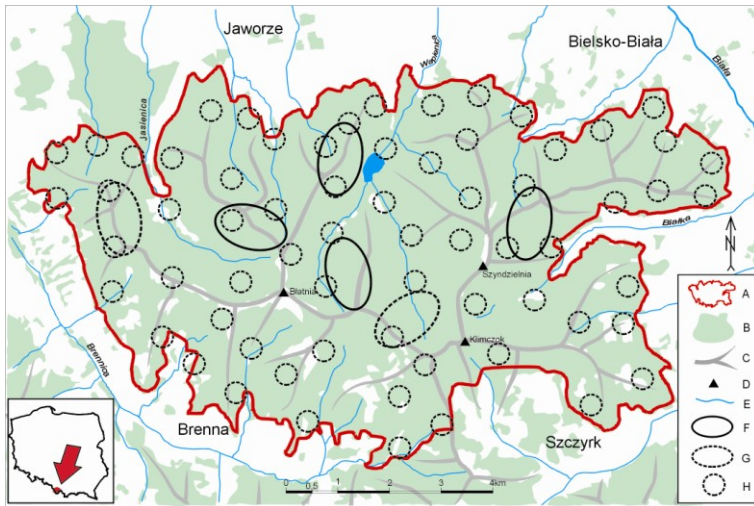 Jaworze
Bielsko-Biała
Wapienica
Biała
Jasienica
Białka
N
Szyndzielnia
Błatnia
Klimczok
Brennica
Brenna
Szczyrk
A
B
C
D
E
F
G
H
0 0.5 1 2 4km